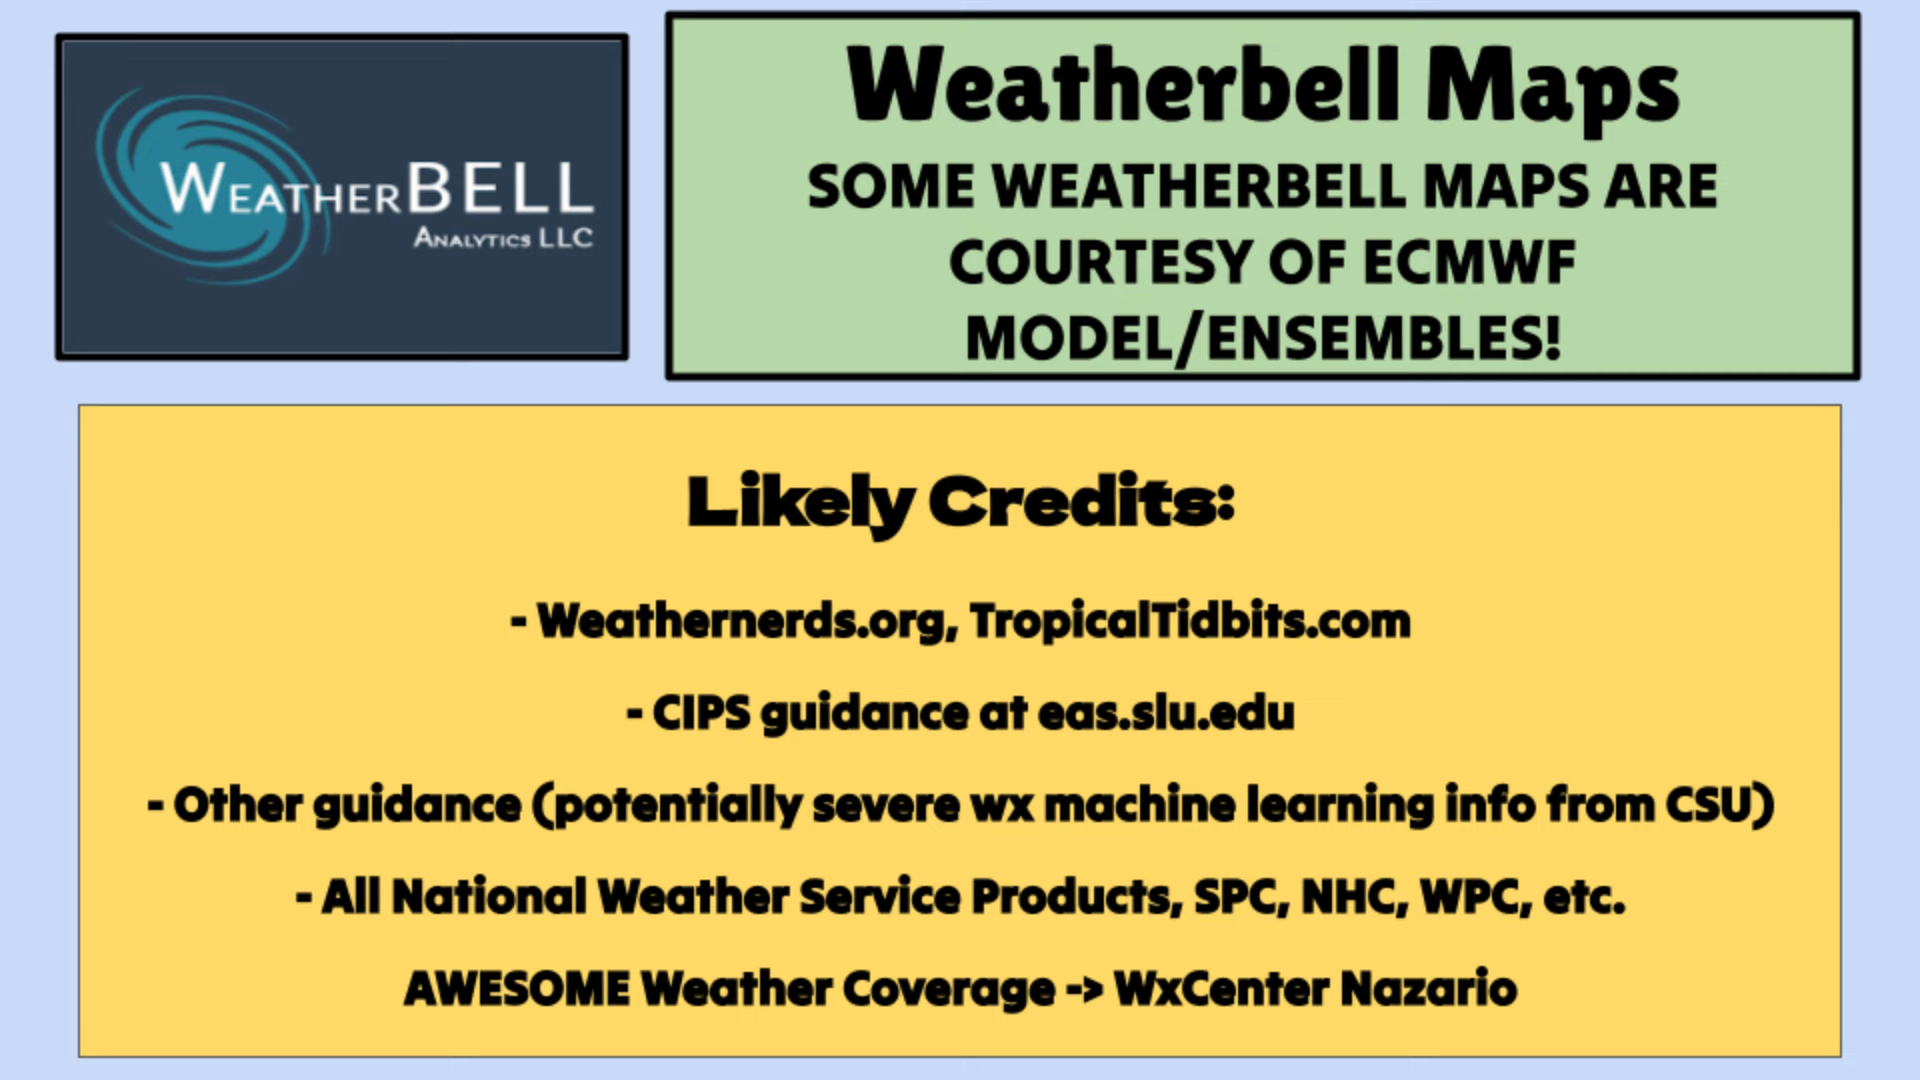 WEATHERBELL
ANALYTICS LLC
Weatherbell Maps
SOME WEATHERBELL MAPS ARE
COURTESY OF ECMWF
MODEL/ENSEMBLES!
Likely Credits:
- Weathernerds.org, TropicalTidbits.com
- CIPS guidance at eas.slu.edu
- Other guidance (potentially severe wx machine learning info from CSU)
- All National Weather Service Products, SPC, NHC, WPC, etc.
AWESOME Weather Coverage -> WxCenter Nazario